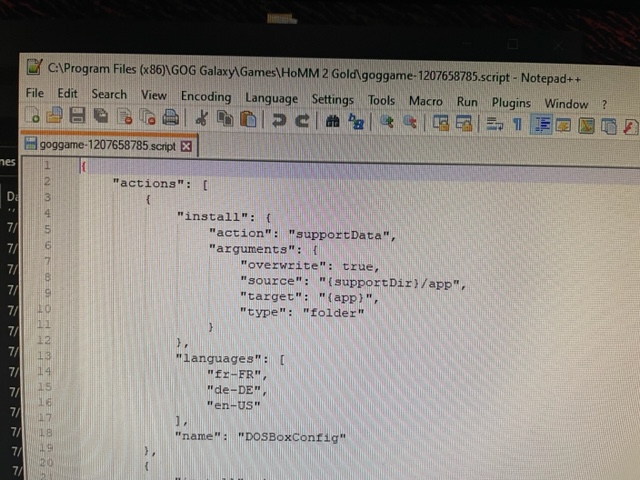 C:\Program Files (x86)\GOG Galaxy\Games\HoMM 2 Gold\goggame-1207658785.script - Notepad++
File Edit Search View Encoding Language Settings Tools Macro Run Plugins Window ?
goggame-1207658785.script
nes
1 {
2 "actions": [
3 {
4 "install": {
5 "action": "supportData",
6 "arguments": {
7 "overwrite": true,
8 "source": "{supportDir}/app",
9 "target": "{app}",
10 "type": "folder"
11 }
12 },
13 "languages": [
14 "fr-FR",
15 "de-DE",
16 "en-US"
17 ],
18 "name": "DOSBoxConfig"
19 },
20 {
Da
7/
7/
7/
7/
7/
7/
7/
7/
7/
7/
7/
7/
7/